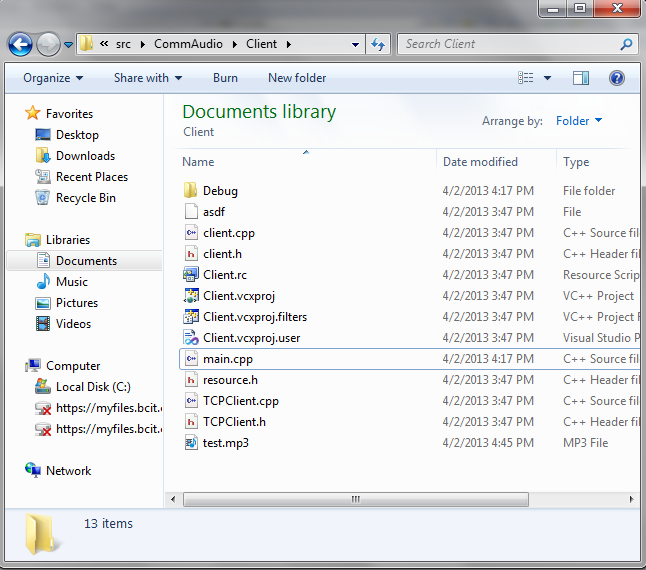 « src CommAudio Client
Search Client
Organize Share with Burn New folder
Favorites
Desktop
Downloads
Recent Places
Recycle Bin
Libraries
Documents
Music
Pictures
Videos
Computer
Local Disk (C:)
https://myfiles.bcit.
https://myfiles.bcit.
Network
Documents library
Client
Arrange by: Folder
Name Date modified Type
Debug 4/2/2013 4:17 PM File folder
asdf 4/2/2013 3:47 PM File
client.cpp 4/2/2013 3:47 PM C++ Source fil
client.h 4/2/2013 3:47 PM C++ Header fil
Client.rc 4/2/2013 3:47 PM Resource Scrip
Client.vcxproj 4/2/2013 3:47 PM VC++ Project
Client.vcxproj.filters 4/2/2013 3:47 PM VC++ Project
Client.vcxproj.user 4/2/2013 3:47 PM Visual Studio P
main.cpp 4/2/2013 4:17 PM C++ Source fil
resource.h 4/2/2013 3:47 PM C++ Header fil
TCPClient.cpp 4/2/2013 3:47 PM C++ Source fil
TCPClient.h 4/2/2013 3:47 PM C++ Header fil
test.mp3 4/2/2013 4:45 PM MP3 File
13 items